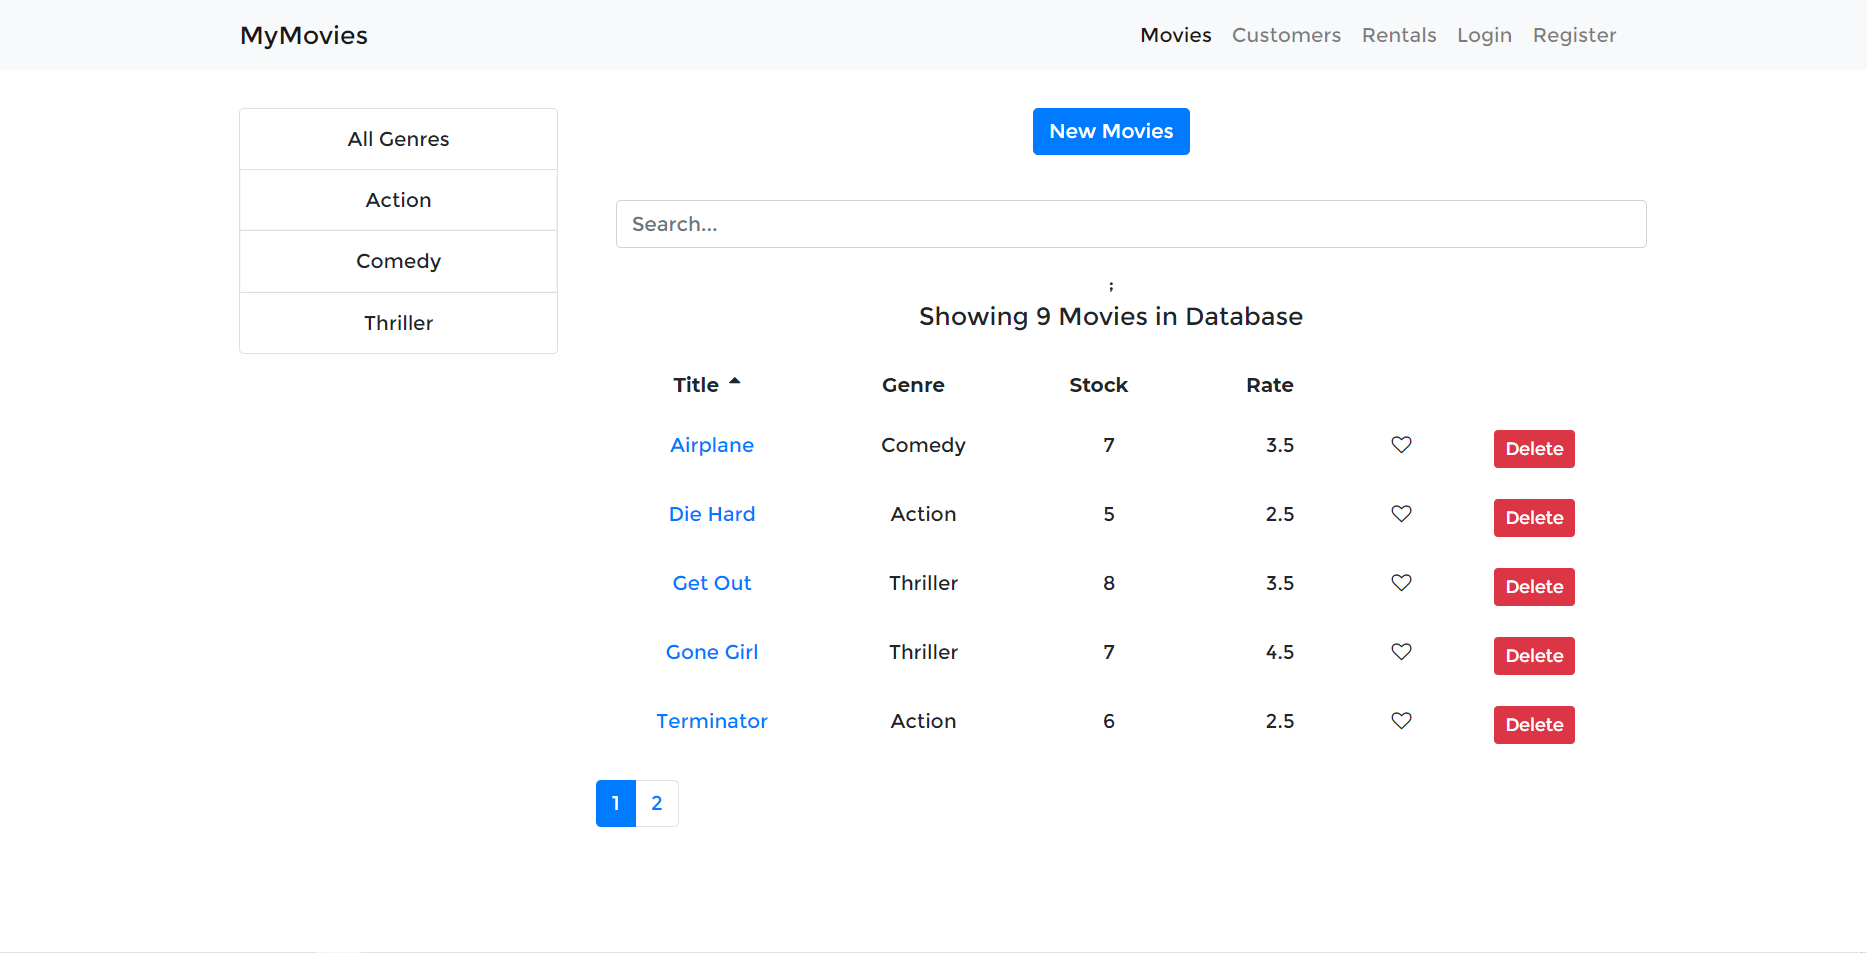 MyMovies Movies Customers Rentals Login Register
All Genres
Action
Comedy
Thriller
New Movies
Search...
;
Showing 9 Movies in Database
Title Genre Stock Rate
Airplane Comedy 7 3.5 Delete
Die Hard Action 5 2.5 Delete
Get Out Thriller 8 3.5 Delete
Gone Girl Thriller 7 4.5 Delete
Terminator Action 6 2.5 Delete
1 2